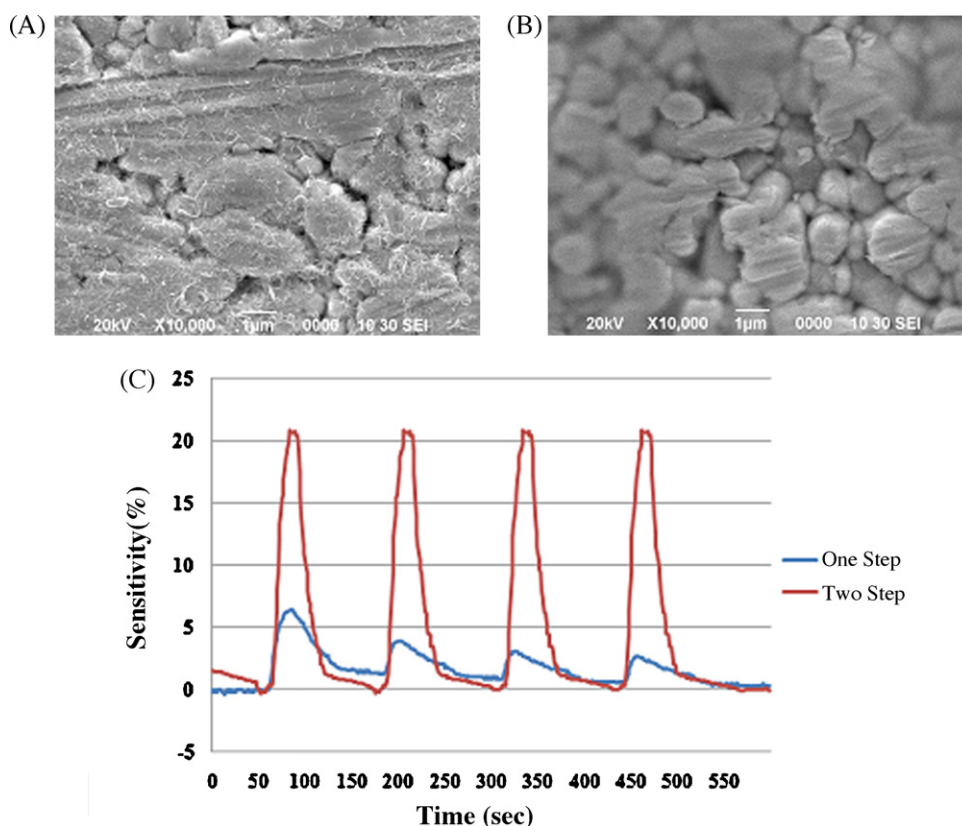 (A)
20kV X10,000 1µm 0000 10 30 SEI
(B)
20kV X10,000 1µm 0000 10 30 SEI
(C)
25
20
15
10
5
0
-5
Sensitivity(%)
0 50 100 150 200 250 300 350 400 450 500 550
Time (sec)
One Step
Two Step